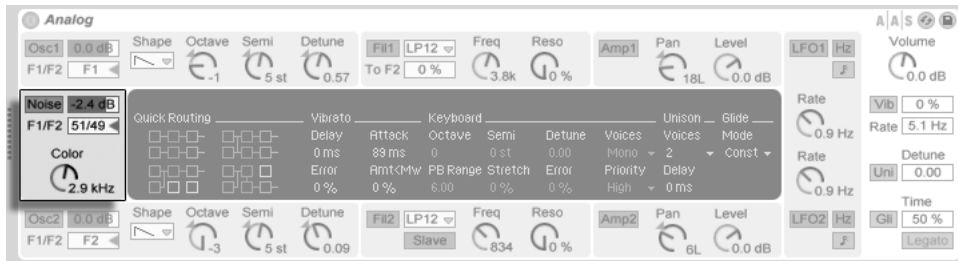 Analog
AAS
Osc1 0.0 dB Shape Octave Semi Detune Fil1 LP12 Freq Reso Amp1 Pan Level LFO1 Hz Volume
F1/F2 F1 -1 5 st 0.57 To F2 0 % 3.8k 0 % 18L 0.0 dB 0.0 dB
Noise -2.4 dB
F1/F2 51/49
Color
2.9 kHz
Quick Routing Vibrato Keyboard Unison Glide
Delay Attack Octave Semi Detune Voices Voices Mode
0 ms 89 ms 0 0 st 0.00 Mono 2 Const
Error Amt<Mw PB Range Stretch Error Priority Delay
0 % 0 % 6.00 0 % 0 % High 0 ms
Rate
0.9 Hz
Rate
0.9 Hz
Vib 0 %
Rate 5.1 Hz
Detune
Uni 0.00
Time
Gli 50 %
Legato
Osc2 0.0 dB Shape Octave Semi Detune Fil2 LP12 Freq Reso Amp2 Pan Level LFO2 Hz
F1/F2 F2 -3 5 st 0.09 Slave 834 0 % 6L 0.0 dB